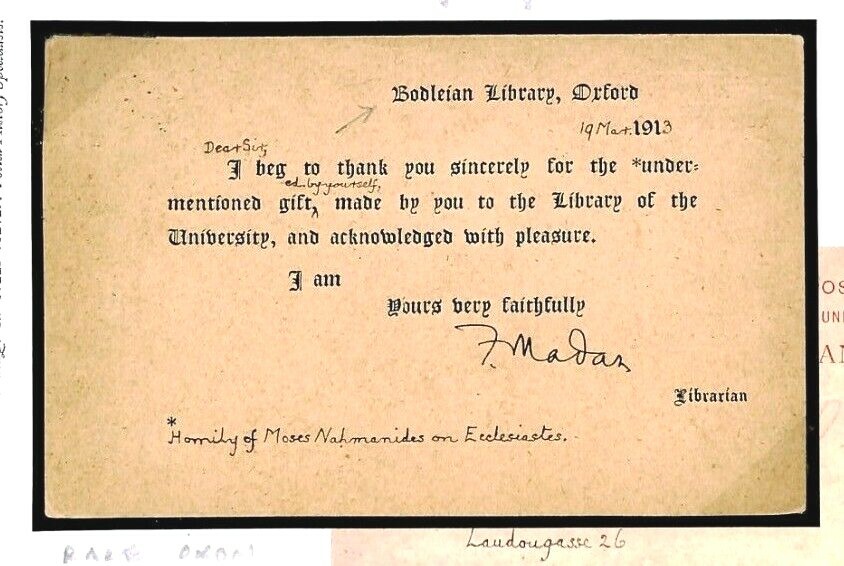 Bodleian Library, Oxford
19 Mar. 1913
Dear Sir,
I beg to thank you sincerely for the *under-
ed. by yourself,
mentioned gift, made by you to the Library of the
University, and acknowledged with pleasure.
I am
Yours very faithfully
F. Madan
Librarian
*
Homily of Moses Nahmanides on Ecclesiastes.
Laudongasse 26